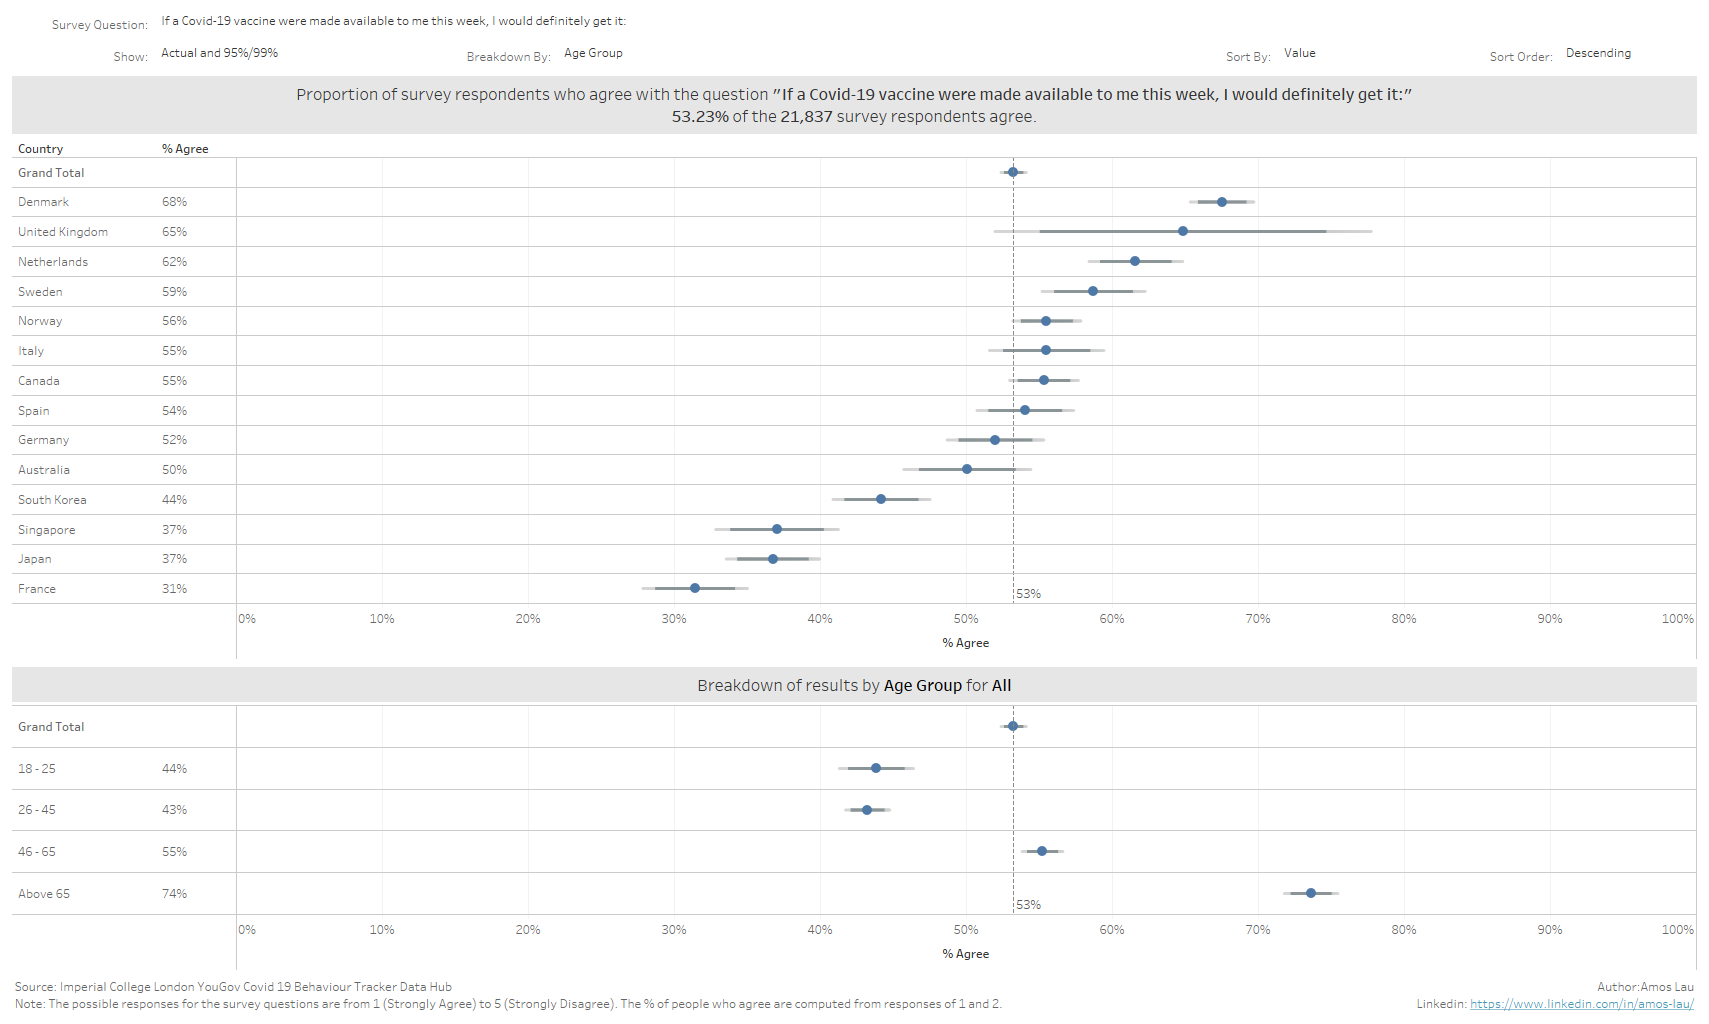 Survey Question: If a Covid-19 vaccine were made available to me this week, I would definitely get it:
Show: Actual and 95%/99% Breakdown By: Age Group Sort By: Value Sort Order: Descending
Proportion of survey respondents who agree with the question "If a Covid-19 vaccine were made available to me this week, I would definitely get it:"
53.23% of the 21,837 survey respondents agree.
Country % Agree
Grand Total
Denmark 68%
United Kingdom 65%
Netherlands 62%
Sweden 59%
Norway 56%
Italy 55%
Canada 55%
Spain 54%
Germany 52%
Australia 50%
South Korea 44%
Singapore 37%
Japan 37%
France 31%
53%
0% 10% 20% 30% 40% 50% 60% 70% 80% 90% 100%
% Agree
Breakdown of results by Age Group for All
Grand Total
18 - 25 44%
26 - 45 43%
46 - 65 55%
Above 65 74%
53%
0% 10% 20% 30% 40% 50% 60% 70% 80% 90% 100%
% Agree
Source: Imperial College London YouGov Covid 19 Behaviour Tracker Data Hub Author:Amos Lau
Note: The possible responses for the survey questions are from 1 (Strongly Agree) to 5 (Strongly Disagree). The % of people who agree are computed from responses of 1 and 2. Linkedin: https://www.linkedin.com/in/amos-lau/